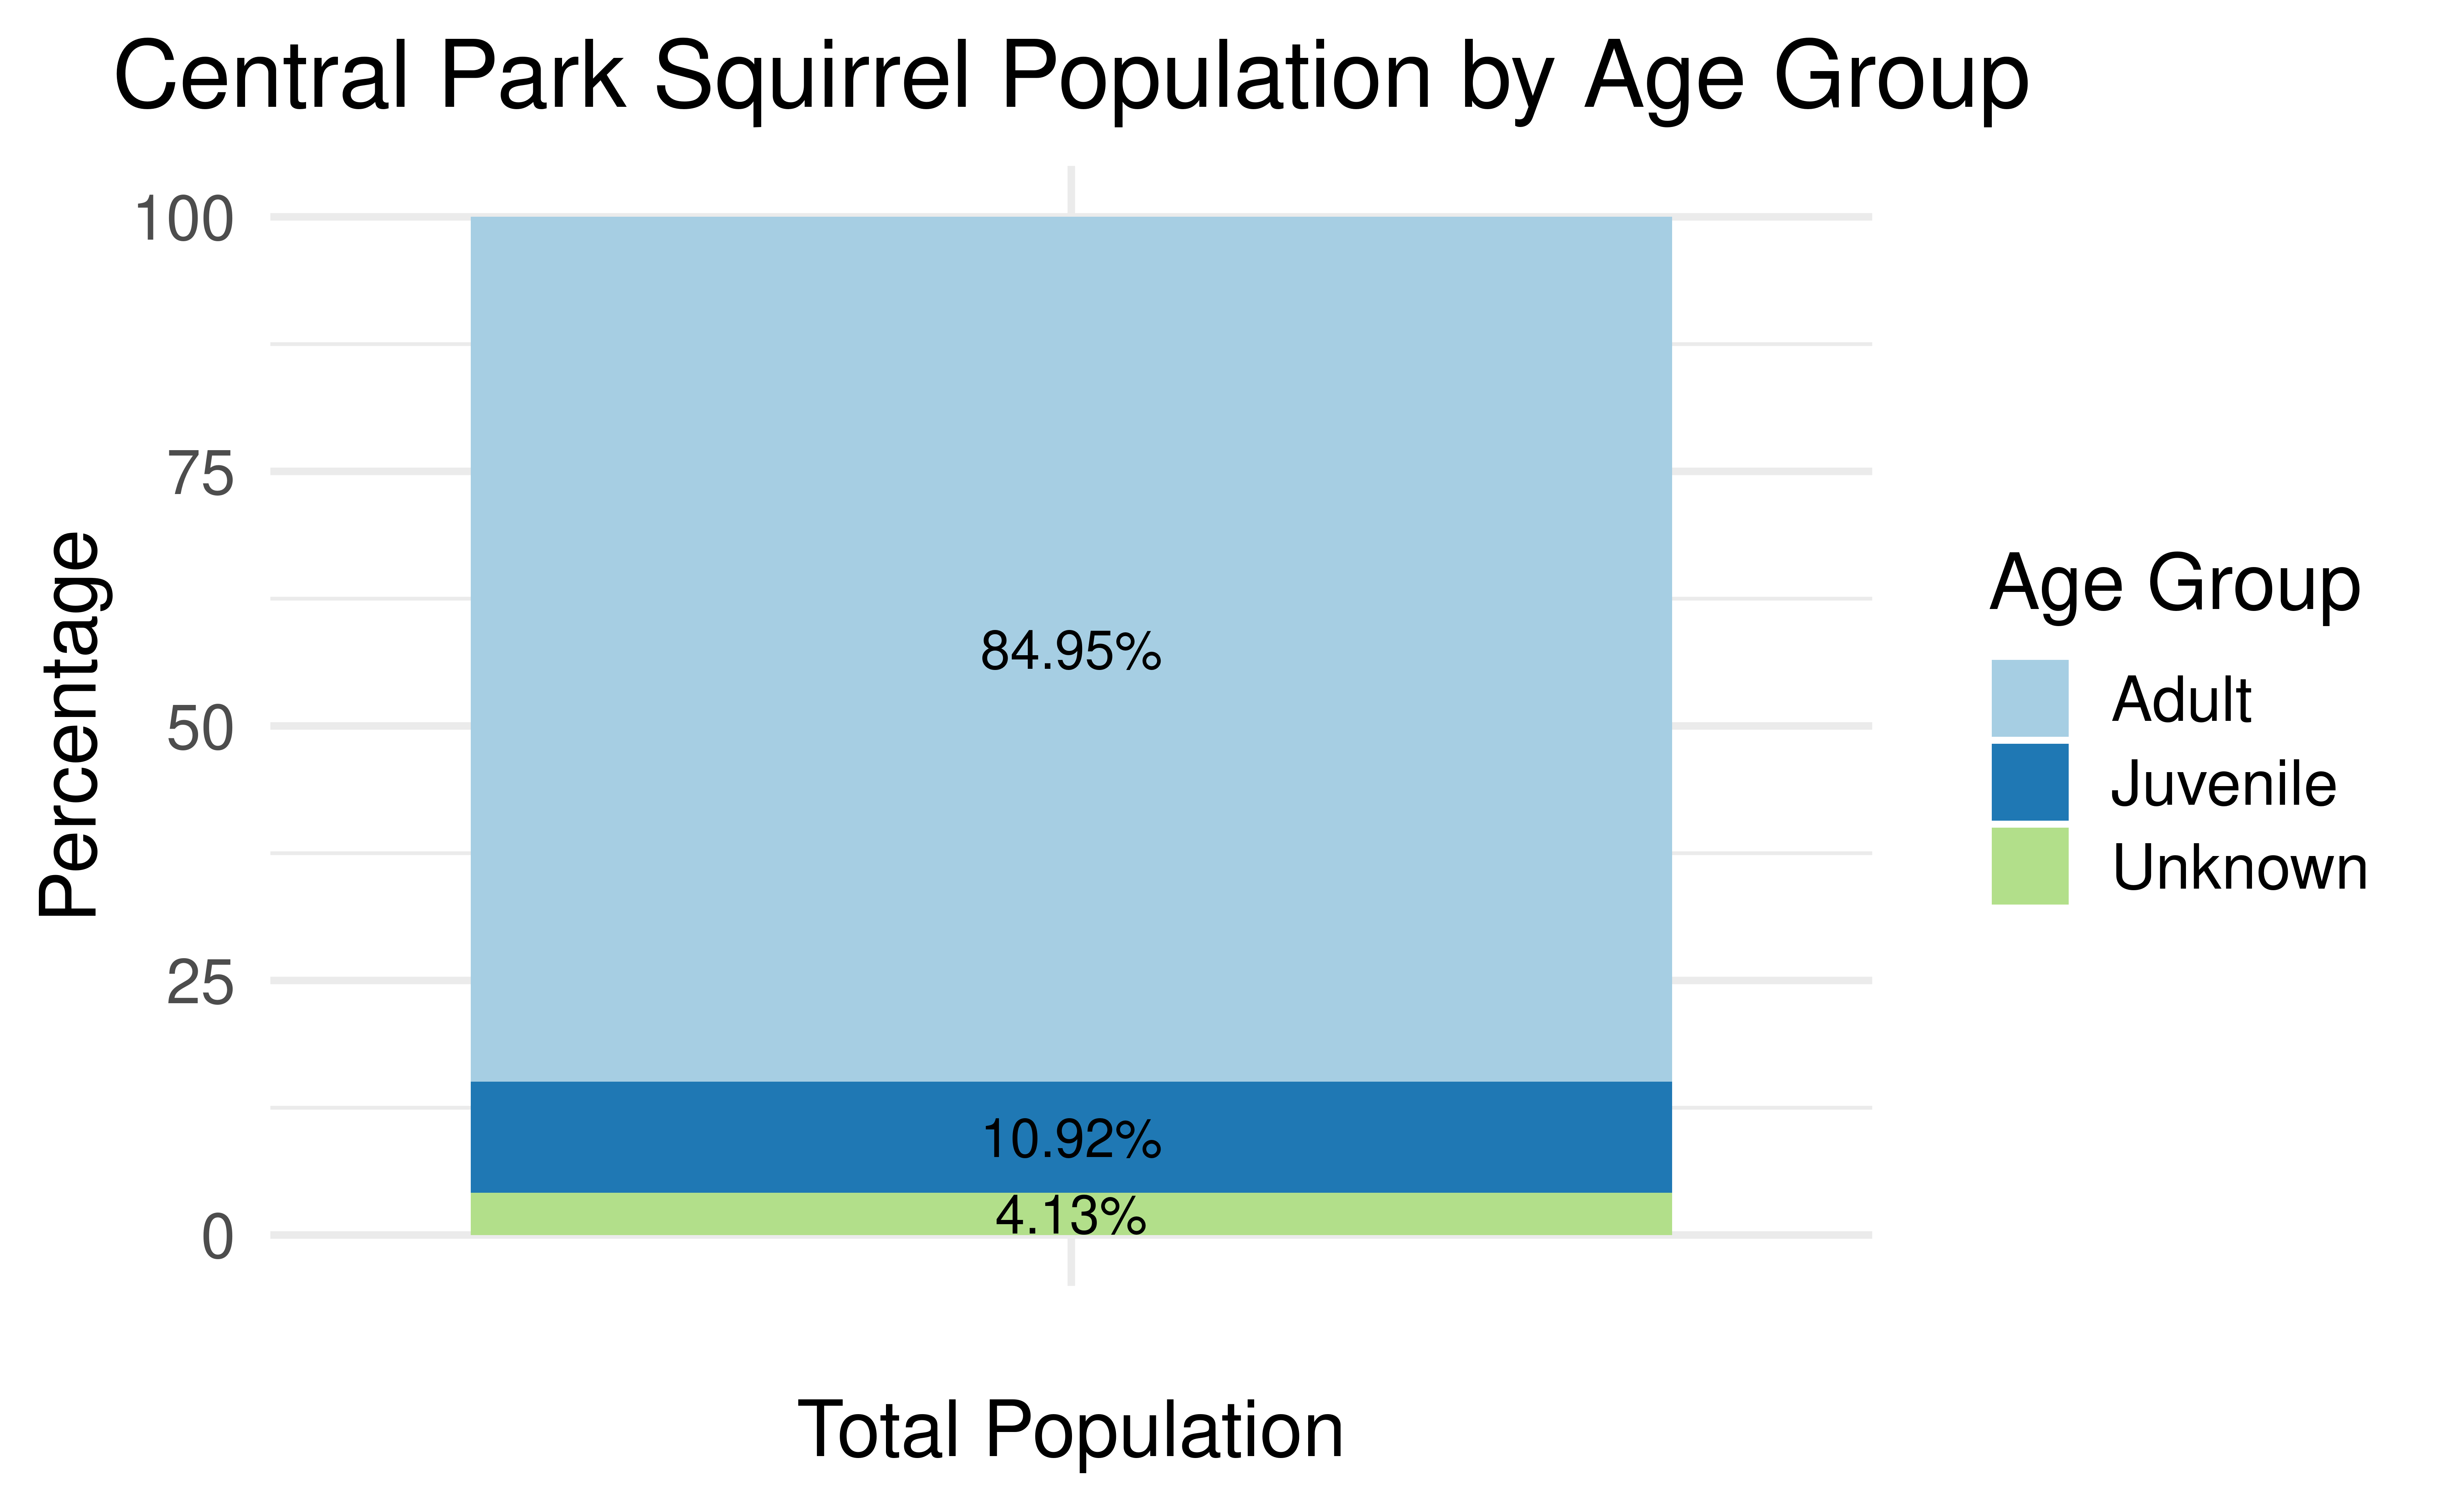 Central Park Squirrel Population by Age Group
100
75
50
25
0
Percentage
84.95%
10.92%
4.13%
Total Population
Age Group
Adult
Juvenile
Unknown